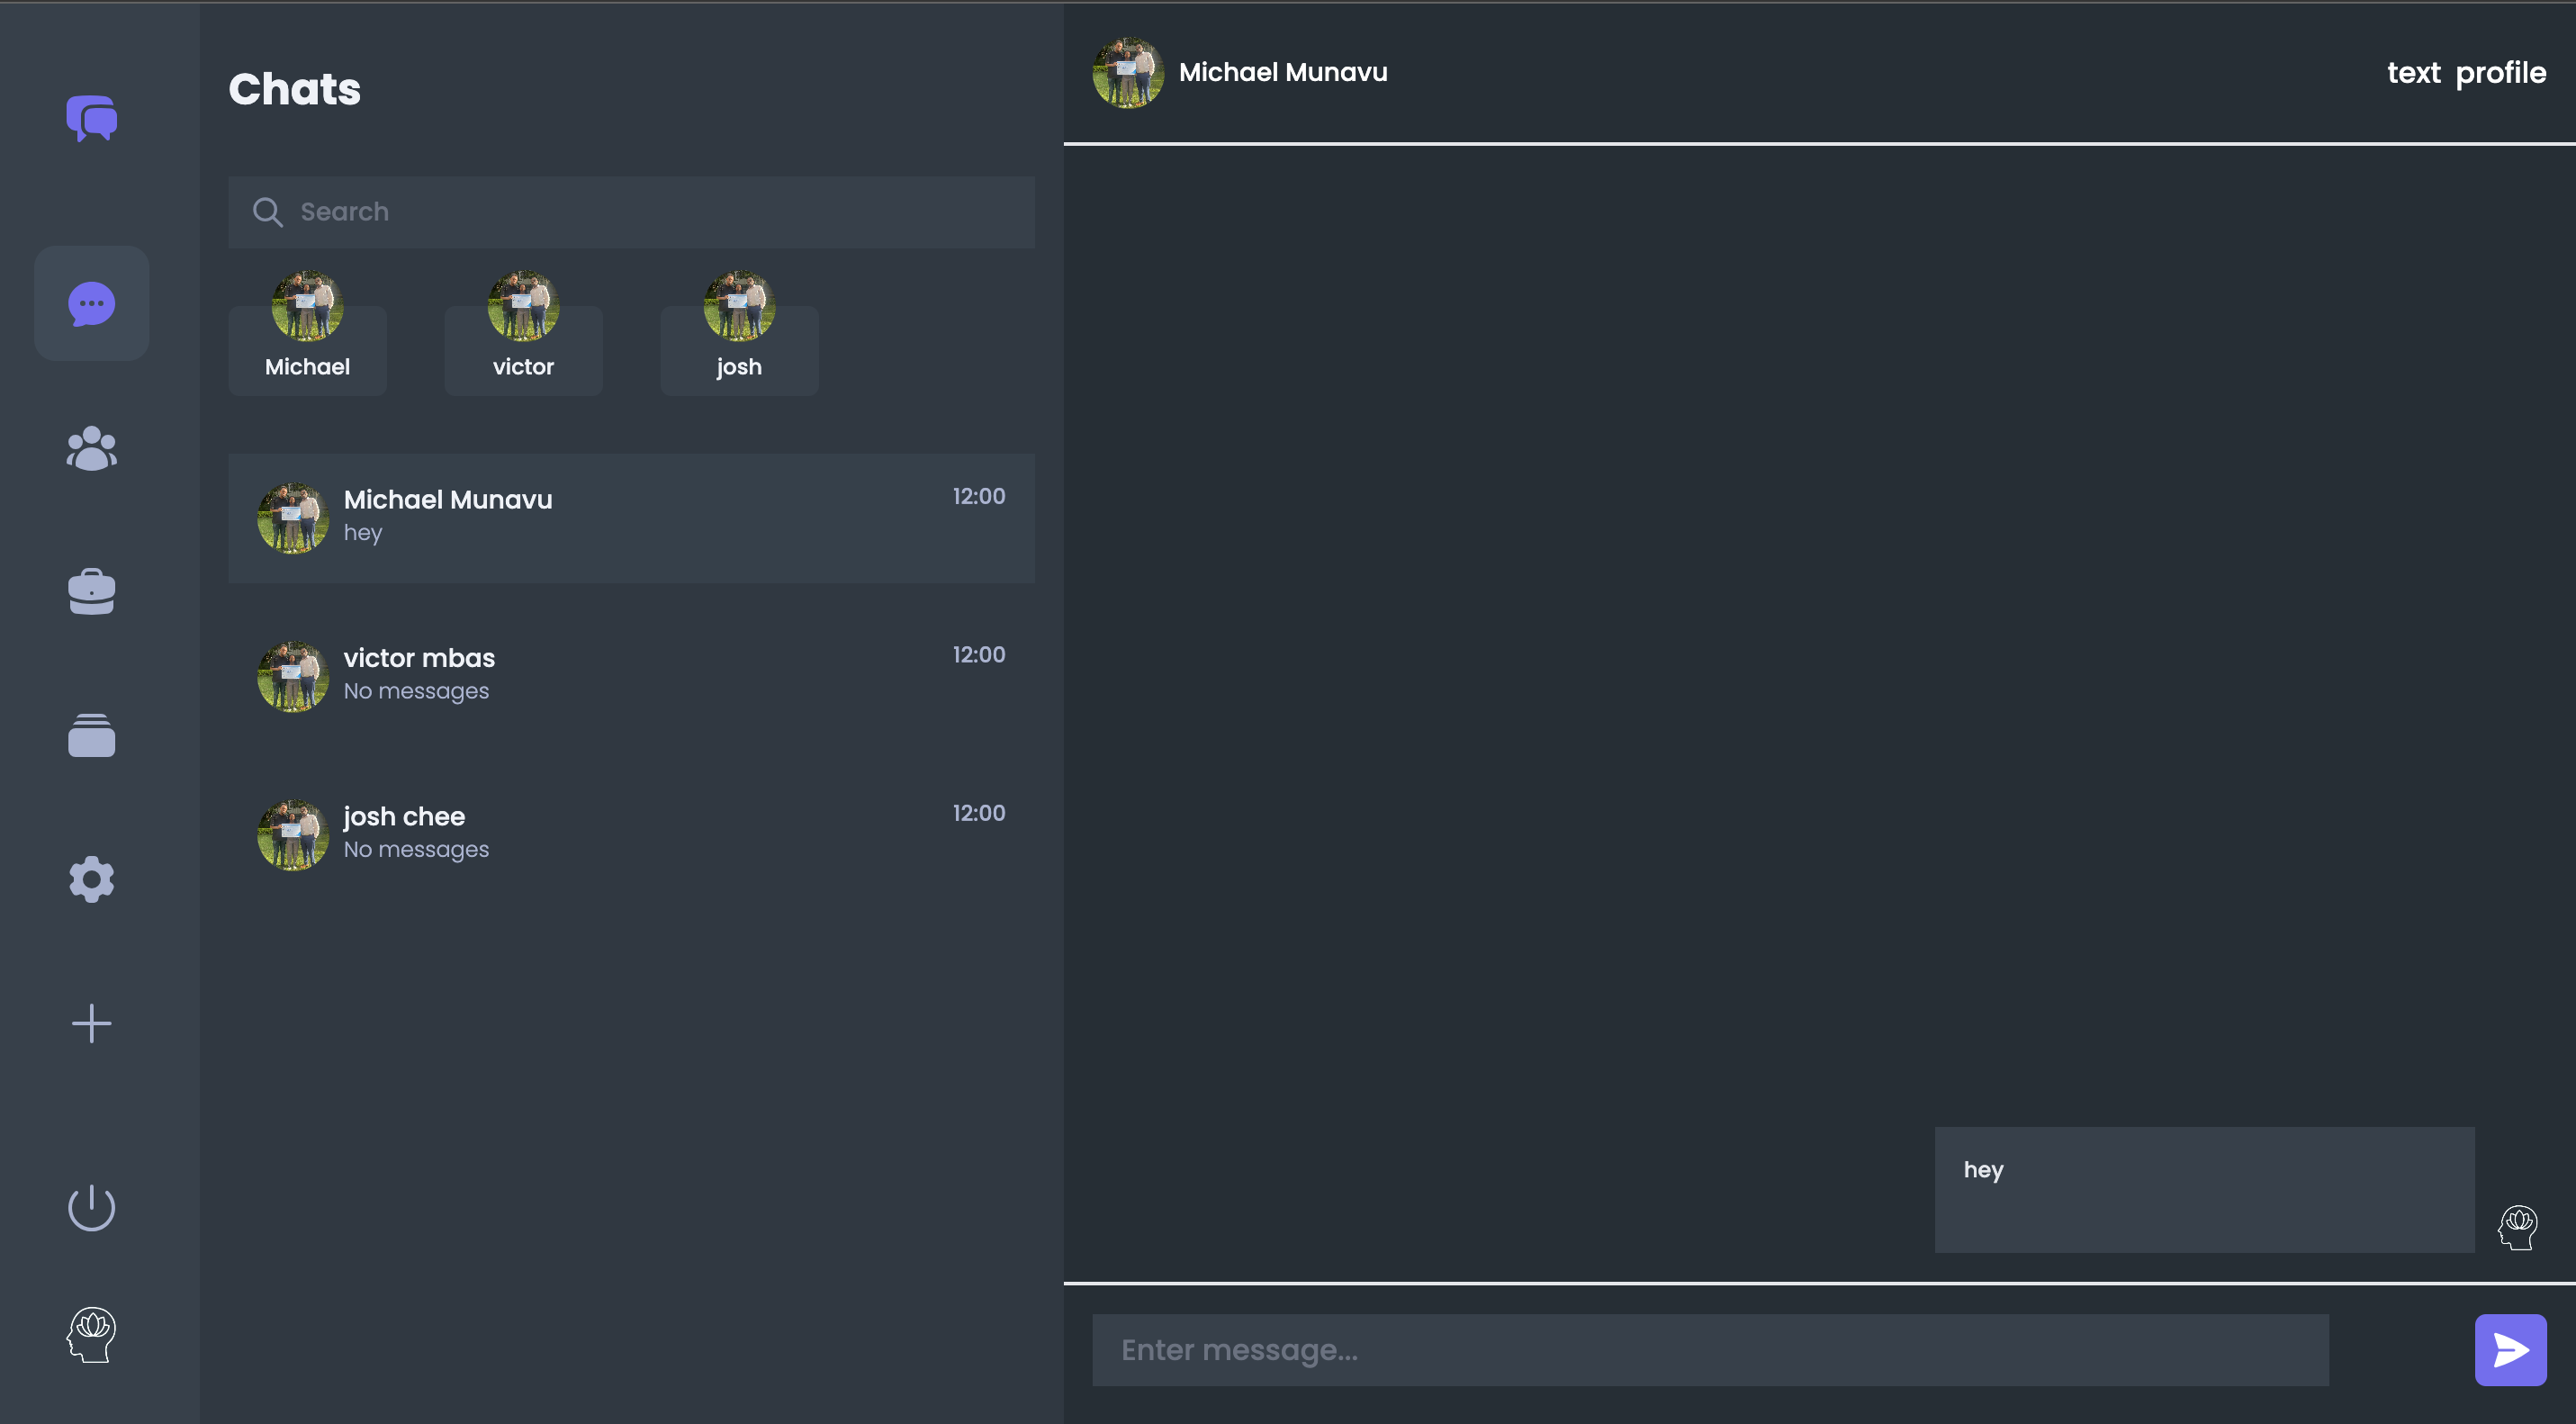 Chats
Search
Michael
victor
josh
Michael Munavu
12:00
hey
victor mbas
12:00
No messages
josh chee
12:00
No messages
Michael Munavu
text profile
hey
Enter message...